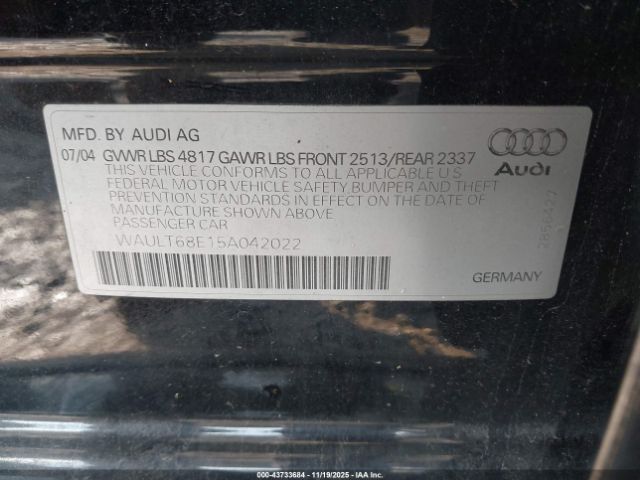 MFD. BY AUDI AG
07/04 GVWR LBS 4817 GAWR LBS FRONT 2513/REAR 2337
THIS VEHICLE CONFORMS TO ALL APPLICABLE U S
FEDERAL MOTOR VEHICLE SAFETY, BUMPER AND THEFT
PREVENTION STANDARDS IN EFFECT ON THE DATE OF
MANUFACTURE SHOWN ABOVE
PASSENGER CAR
WAULT68E15A042022
Audi
GERMANY
000-43733684 - 11/19/2025 - IAA Inc.